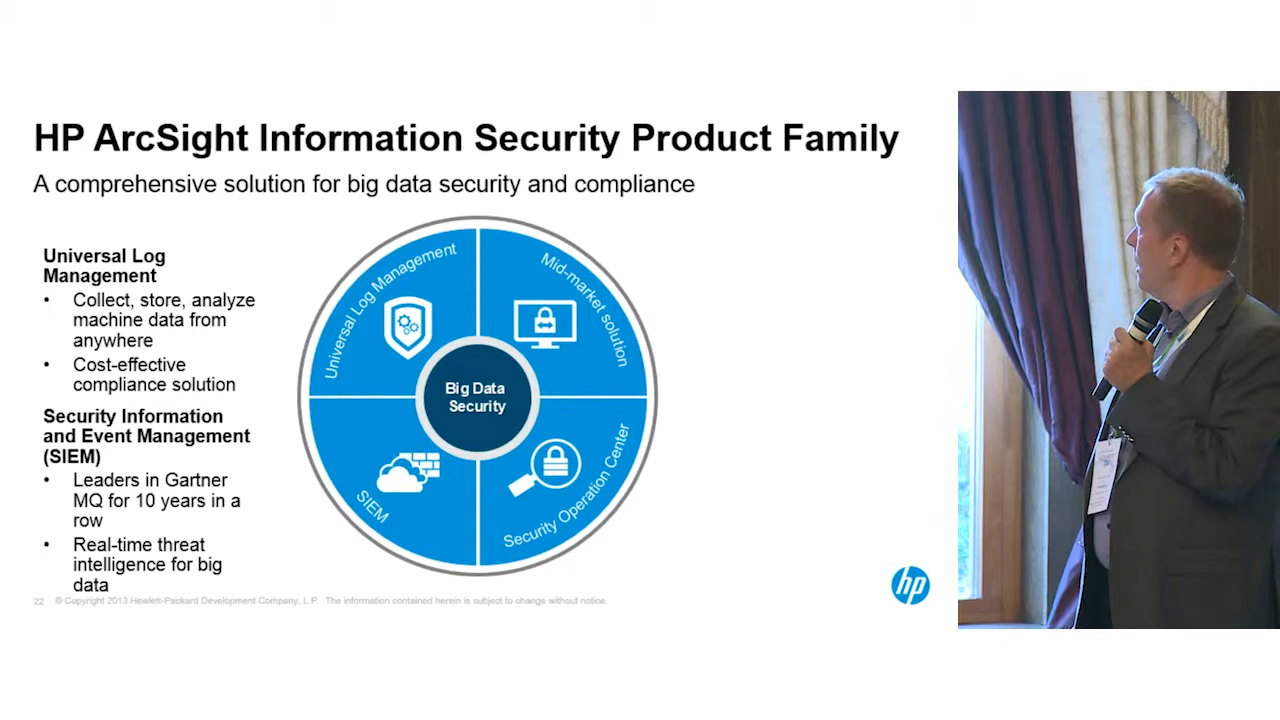 HP ArcSight Information Security Product Family
A comprehensive solution for big data security and compliance
Universal Log
Management
• Collect, store, analyze
machine data from
anywhere
• Cost-effective
compliance solution
Security Information
and Event Management
(SIEM)
• Leaders in Gartner
MQ for 10 years in a
row
• Real-time threat
intelligence for big
data
Universal Log Management
Mid-market solution
Big Data
Security
SIEM
Security Operation Center
hp
22 © Copyright 2013 Hewlett-Packard Development Company, L.P. The information contained herein is subject to change without notice.